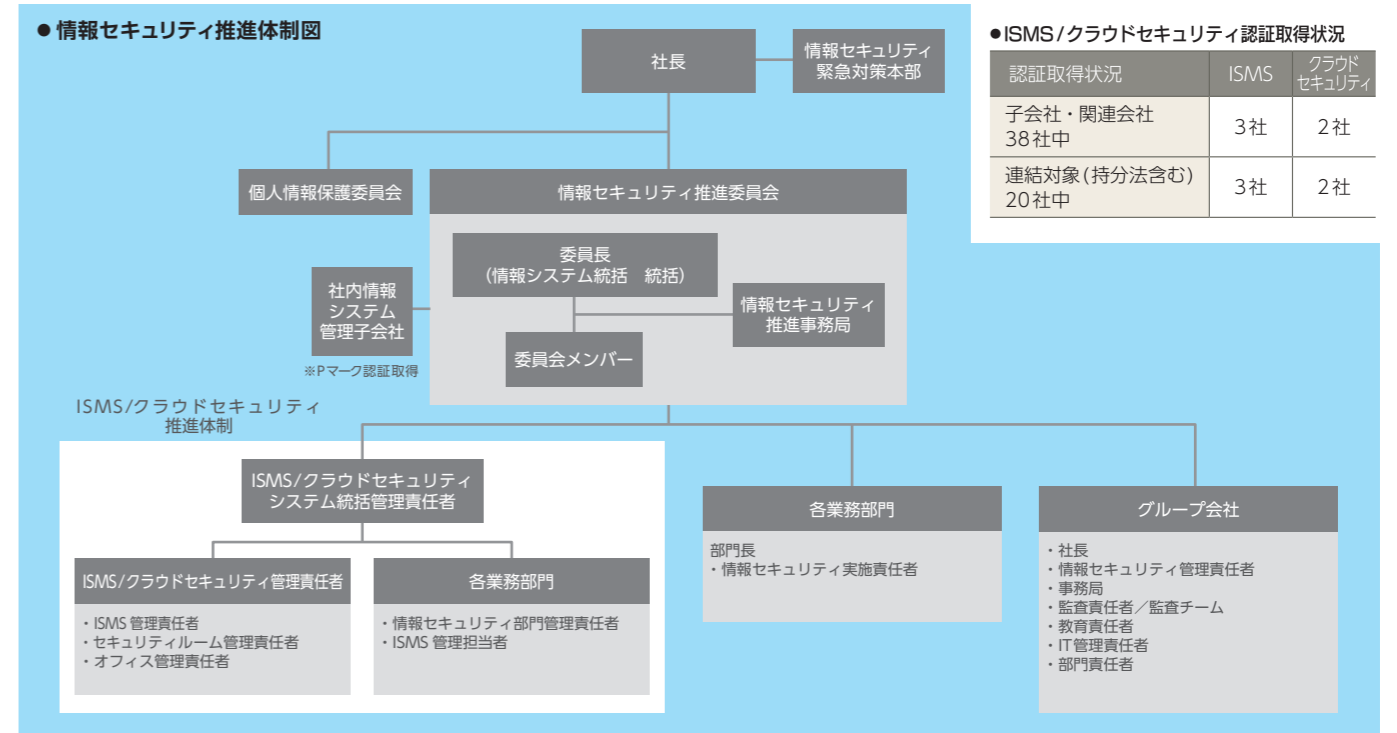 ●情報セキュリティ推進体制図
社長
情報セキュリティ
緊急対策本部
個人情報保護委員会
情報セキュリティ推進委員会
委員長
（情報システム統括　統括）
情報セキュリティ
推進事務局
委員会メンバー
社内情報
システム
管理子会社
※Pマーク認証取得
ISMS/クラウドセキュリティ
推進体制
ISMS/クラウドセキュリティ
システム統括管理責任者
ISMS/クラウドセキュリティ管理責任者
・ISMS 管理責任者
・セキュリティルーム管理責任者
・オフィス管理責任者
各業務部門
・情報セキュリティ部門管理責任者
・ISMS 管理担当者
各業務部門
部門長
・情報セキュリティ実施責任者
グループ会社
・社長
・情報セキュリティ管理責任者
・事務局
・監査責任者／監査チーム
・教育責任者
・IT管理責任者
・部門責任者
●ISMS/クラウドセキュリティ認証取得状況
認証取得状況 ISMS クラウド
セキュリティ
子会社・関連会社
38社中 3社 2社
連結対象(持分法含む)
20社中 3社 2社